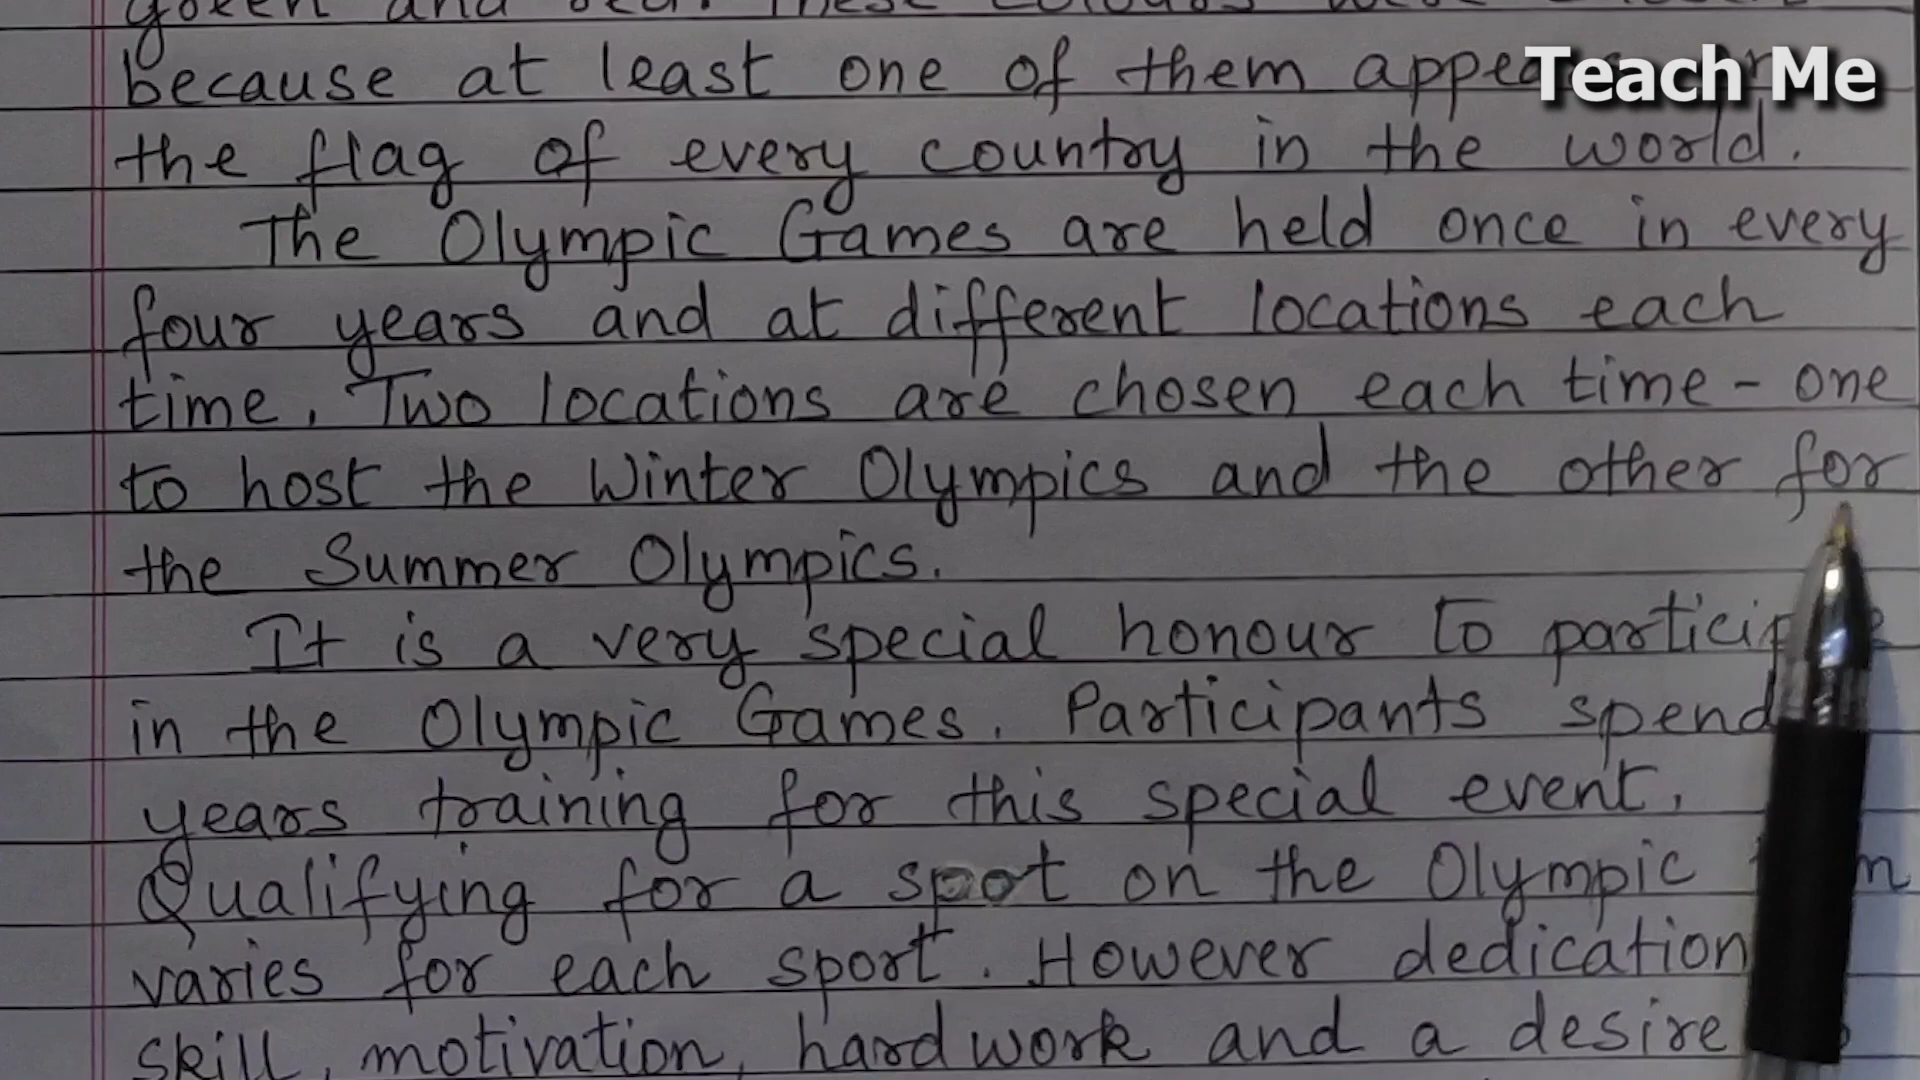 because at least one of them
Teach Me
the flag of every country in the world.
The Olympic Games are held once in every
four years and at different locations each
time. Two locations are chosen each time - one
to host the Winter Olympics and the other for
the Summer Olympics.
It is a very special honour to
in the Olympic Games. Participants spend
years training for this special event.
Qualifying for a spot on the Olympic
varies for each sport. However dedication
skill, motivation, hard work and a desire